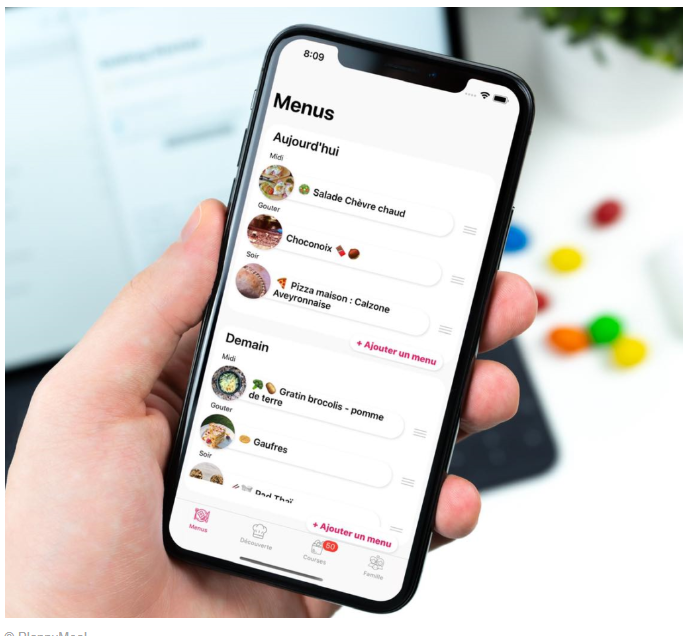 8:09
Menus
Aujourd'hui
Midi
🥗 Salade Chèvre chaud
Gouter
Choconoix 🍫🌰
Soir
🍕 Pizza maison : Calzone
Aveyronnaise
+ Ajouter un menu
Demain
Midi
🥦🥔 Gratin brocolis - pomme
de terre
Gouter
🥞 Gaufres
Soir
Pad Thaï
+ Ajouter un menu
Menus
Découverte
50
Courses
Famille